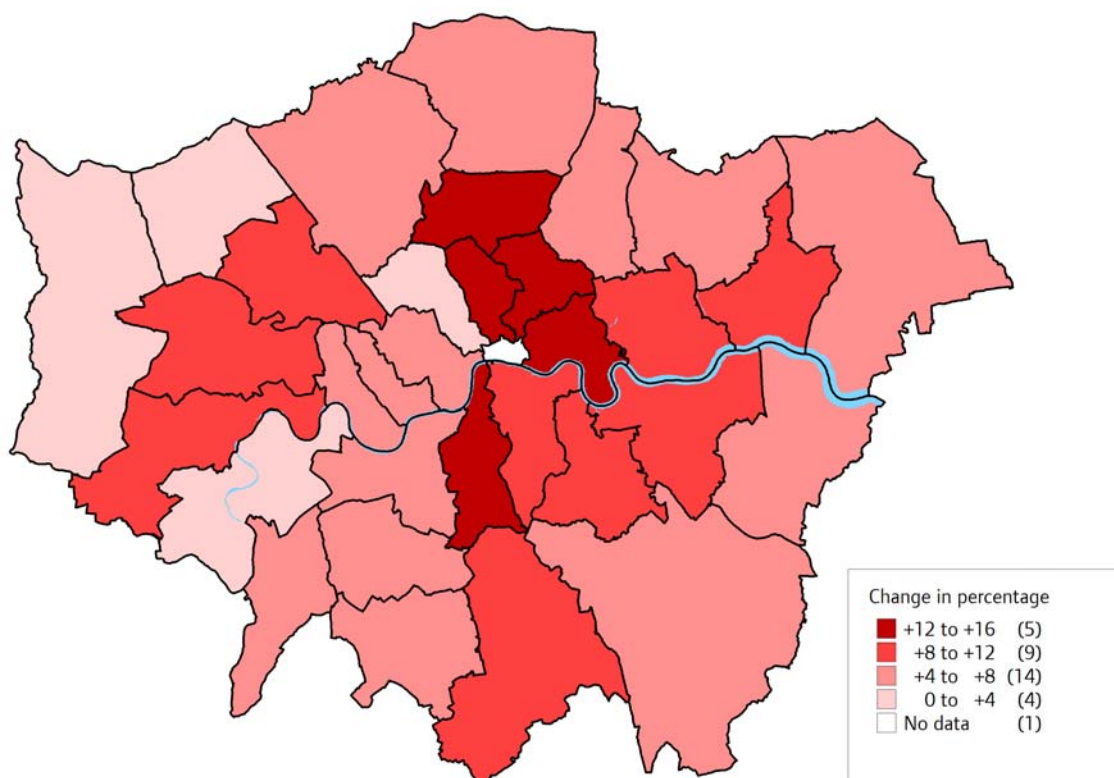 Change in percentage
+12 to +16 (5)
+8 to +12 (9)
+4 to +8 (14)
0 to +4 (4)
No data (1)